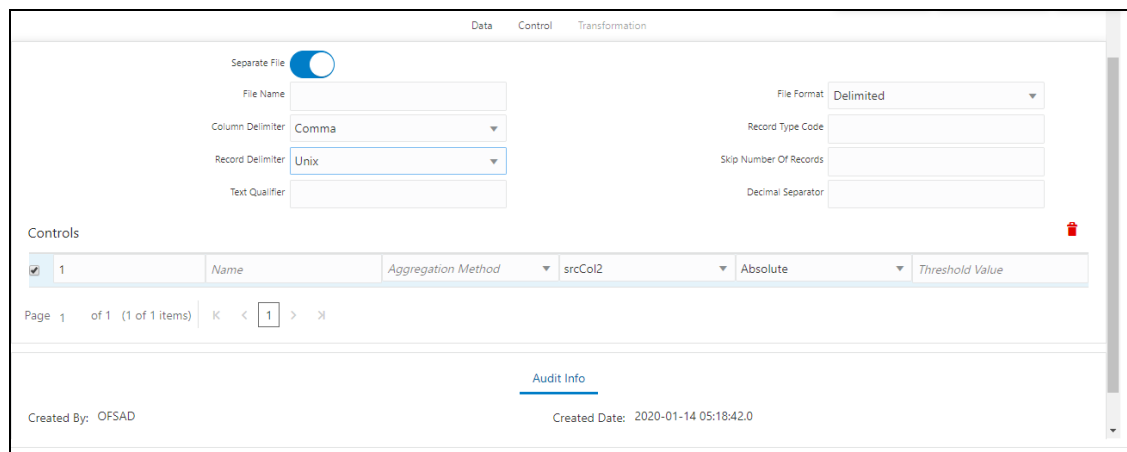 Data Control Transformation
Separate File
File Name
File Format Delimited
Column Delimiter Comma
Record Type Code
Record Delimiter Unix
Skip Number Of Records
Text Qualifier
Decimal Separator
Controls
1 Name Aggregation Method srcCol2 Absolute Threshold Value
Page 1 of 1 (1 of 1 items) 1
Audit Info
Created By: OFSAD Created Date: 2020-01-14 05:18:42.0